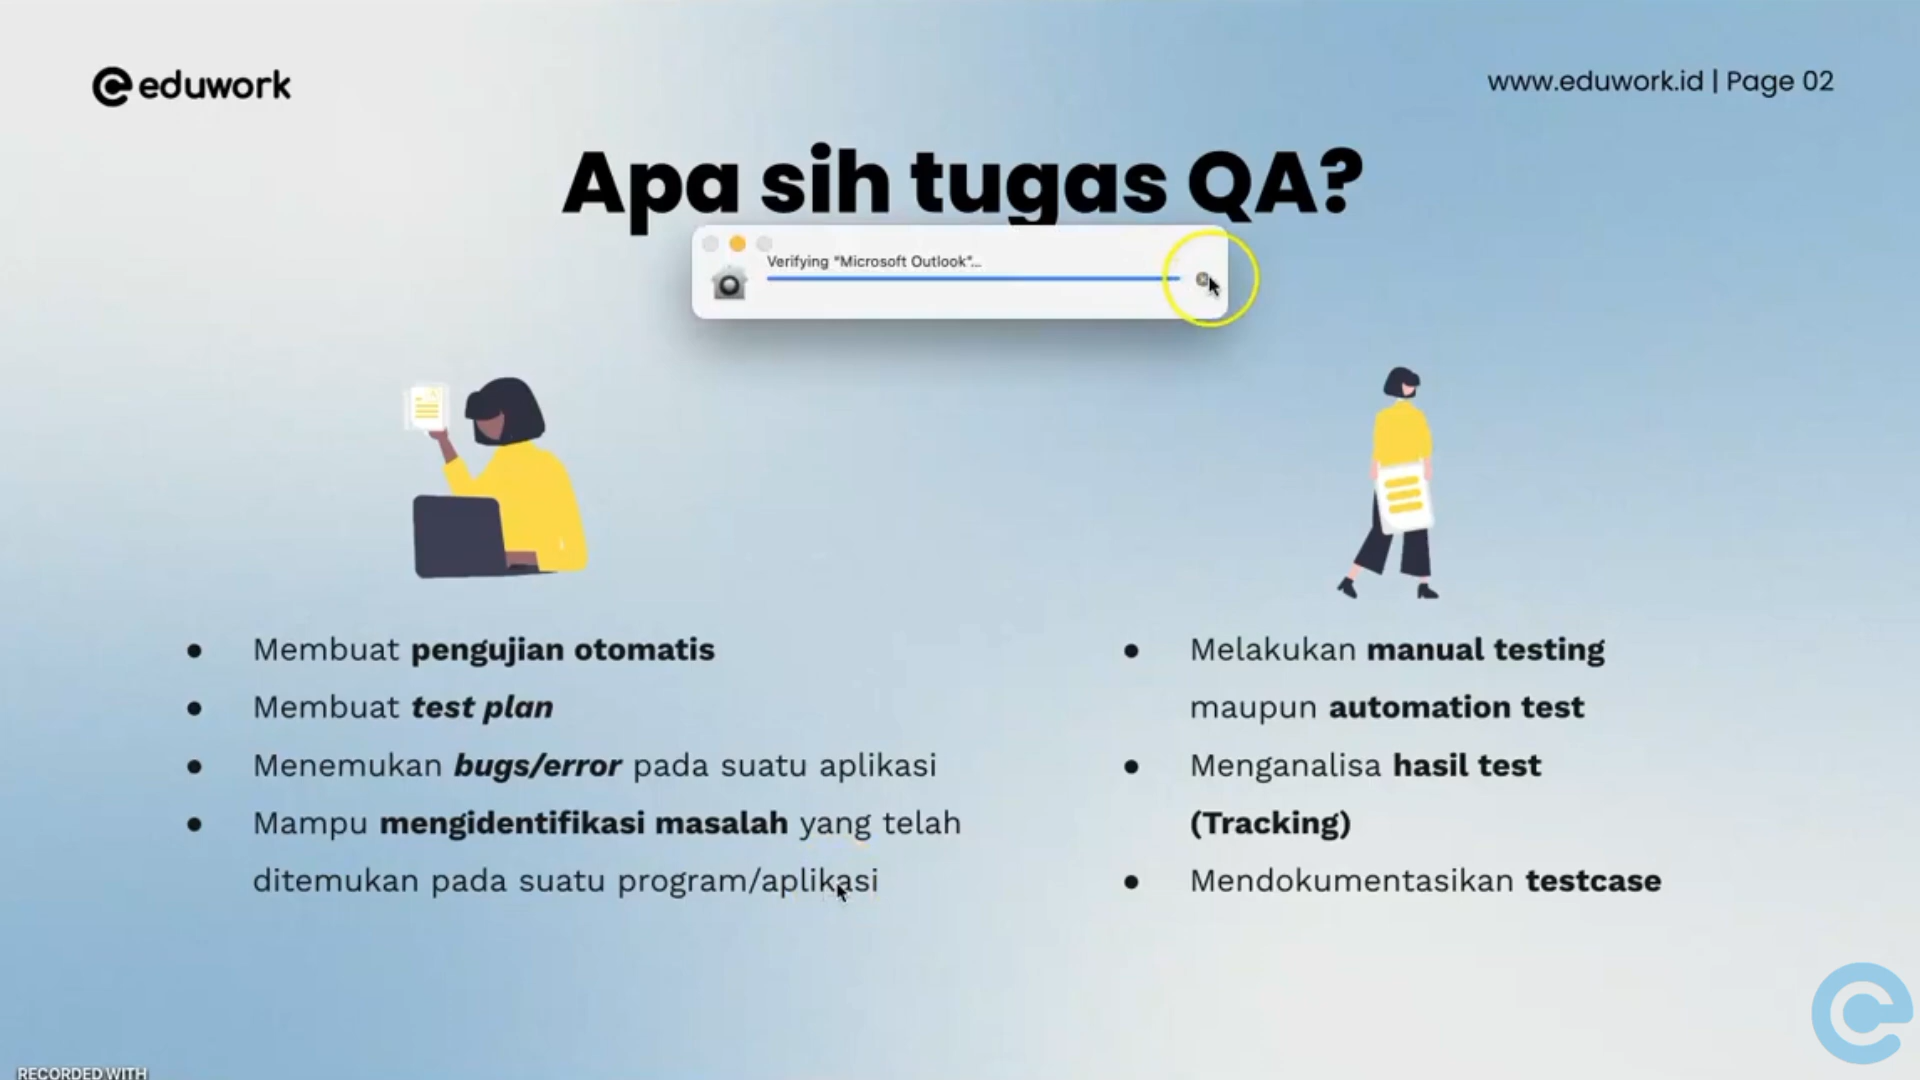 eduwork
www.eduwork.id | Page 02
Apa sih tugas QA?
Verifying "Microsoft Outlook"...
Membuat pengujian otomatis
Membuat test plan
Menemukan bugs/error pada suatu aplikasi
Mampu mengidentifikasi masalah yang telah
ditemukan pada suatu program/aplikasi
Melakukan manual testing
maupun automation test
Menganalisa hasil test
(Tracking)
Mendokumentasikan testcase
RECORDED WITH